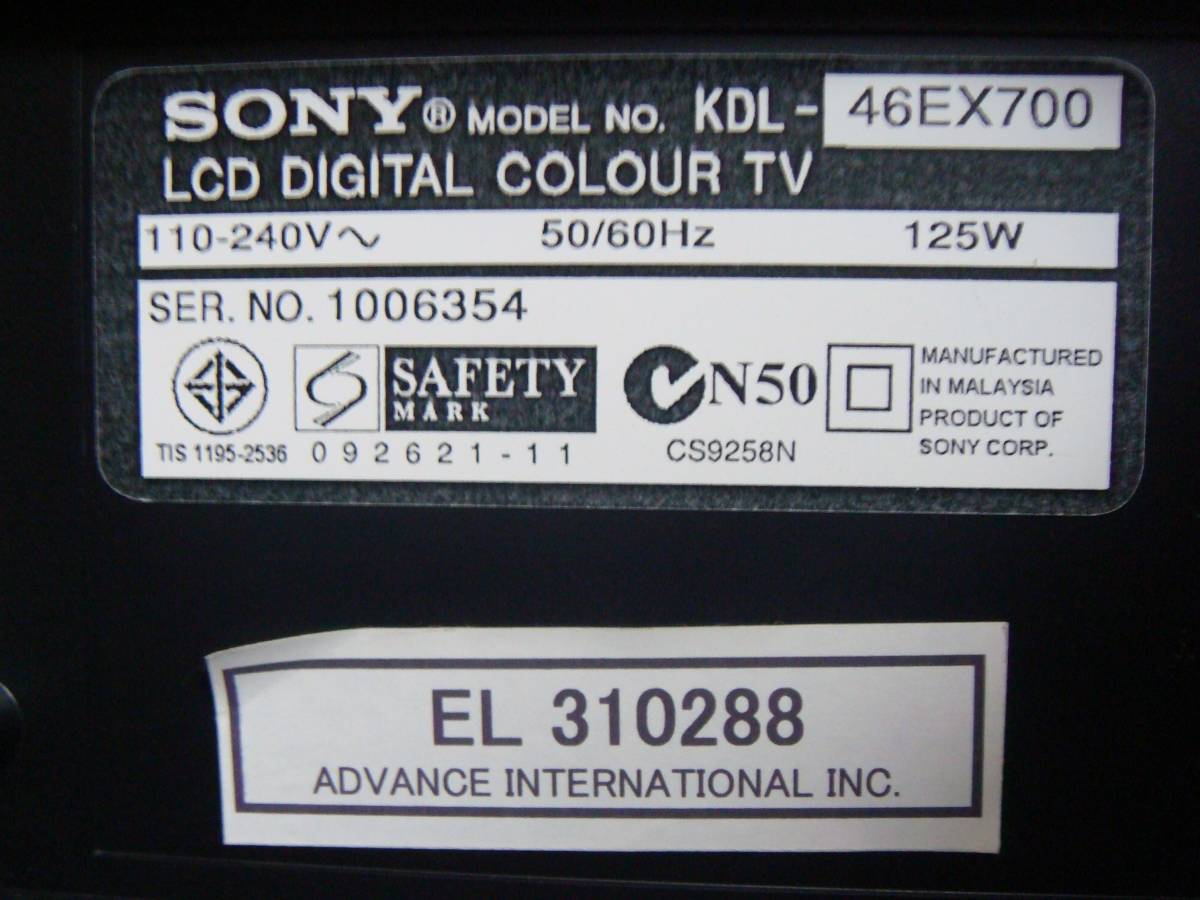 SONY® MODEL NO. KDL-46EX700
LCD DIGITAL COLOUR TV
110-240V～ 50/60Hz 125W
SER. NO. 1006354
SAFETY
MARK
N50
TIS 1195-2536
092621-11
CS9258N
MANUFACTURED
IN MALAYSIA
PRODUCT OF
SONY CORP.
EL 310288
ADVANCE INTERNATIONAL INC.